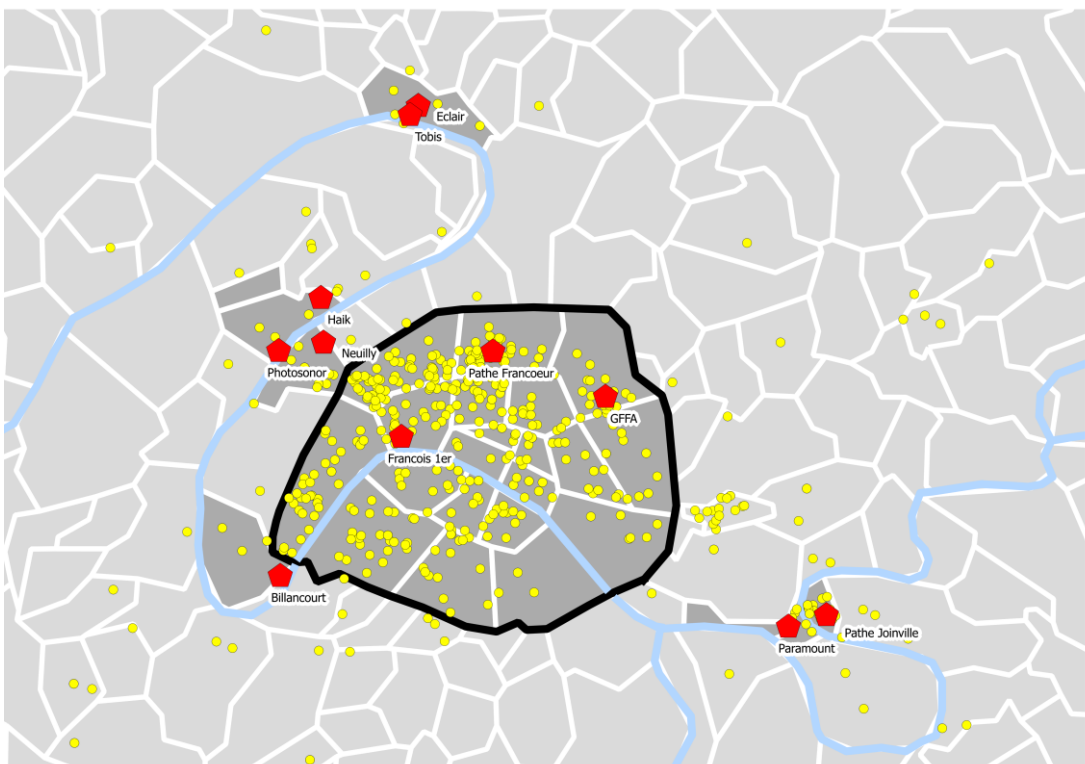 Eclair
Tobis
Haik
Neuilly
Photosonor
Pathe Francoeur
GFFA
Francois 1er
Billancourt
Pathe Joinville
Paramount